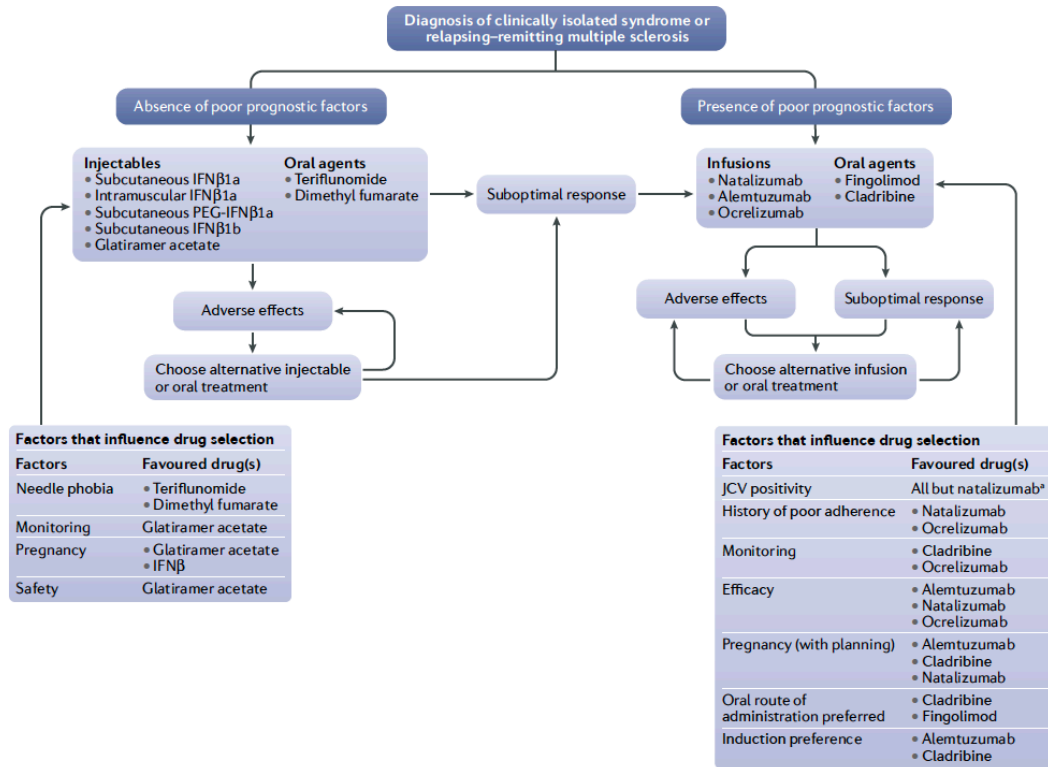 Diagnosis of clinically isolated syndrome or
relapsing–remitting multiple sclerosis
Absence of poor prognostic factors
Presence of poor prognostic factors
Injectables
• Subcutaneous IFNβ1a
• Intramuscular IFNβ1a
• Subcutaneous PEG-IFNβ1a
• Subcutaneous IFNβ1b
• Glatiramer acetate
Oral agents
• Teriflunomide
• Dimethyl fumarate
Suboptimal response
Infusions
• Natalizumab
• Alemtuzumab
• Ocrelizumab
Oral agents
• Fingolimod
• Cladribine
Adverse effects
Choose alternative injectable
or oral treatment
Adverse effects
Suboptimal response
Choose alternative infusion
or oral treatment
Factors that influence drug selection
Factors Favoured drug(s)
Needle phobia • Teriflunomide
• Dimethyl fumarate
Monitoring Glatiramer acetate
Pregnancy • Glatiramer acetate
• IFNβ
Safety Glatiramer acetate
Factors that influence drug selection
Factors Favoured drug(s)
JCV positivity All but natalizumabᵃ
History of poor adherence • Natalizumab
• Ocrelizumab
Monitoring • Cladribine
• Ocrelizumab
Efficacy • Alemtuzumab
• Natalizumab
• Ocrelizumab
Pregnancy (with planning) • Alemtuzumab
• Cladribine
• Natalizumab
Oral route of • Cladribine
administration preferred • Fingolimod
Induction preference • Alemtuzumab
• Cladribine